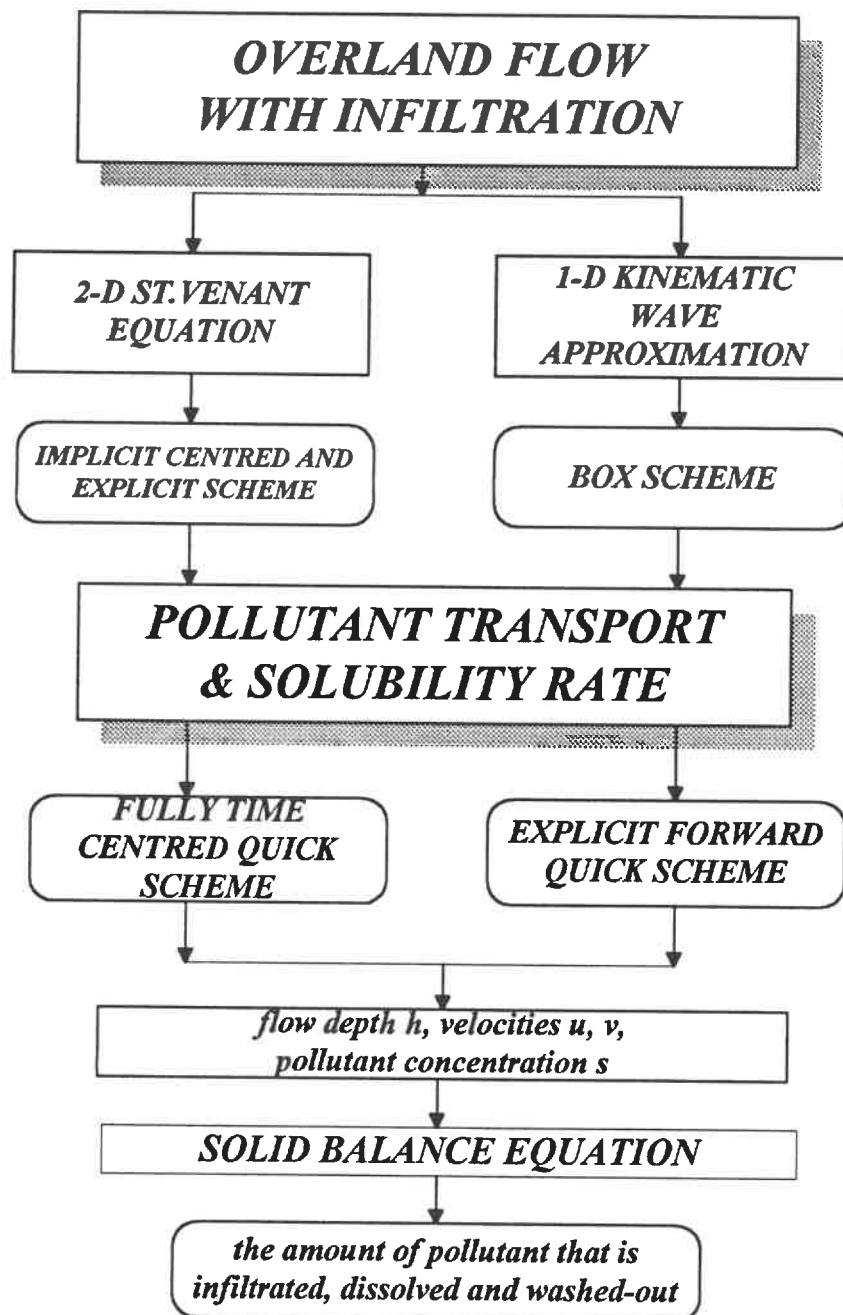 OVERLAND FLOW
WITH INFILTRATION
2-D ST.VENANT
EQUATION
1-D KINEMATIC
WAVE
APPROXIMATION
IMPLICIT CENTRED AND
EXPLICIT SCHEME
BOX SCHEME
POLLUTANT TRANSPORT
& SOLUBILITY RATE
FULLY TIME
CENTRED QUICK
SCHEME
EXPLICIT FORWARD
QUICK SCHEME
flow depth h, velocities u, v,
pollutant concentration s
SOLID BALANCE EQUATION
the amount of pollutant that is
infiltrated, dissolved and washed-out